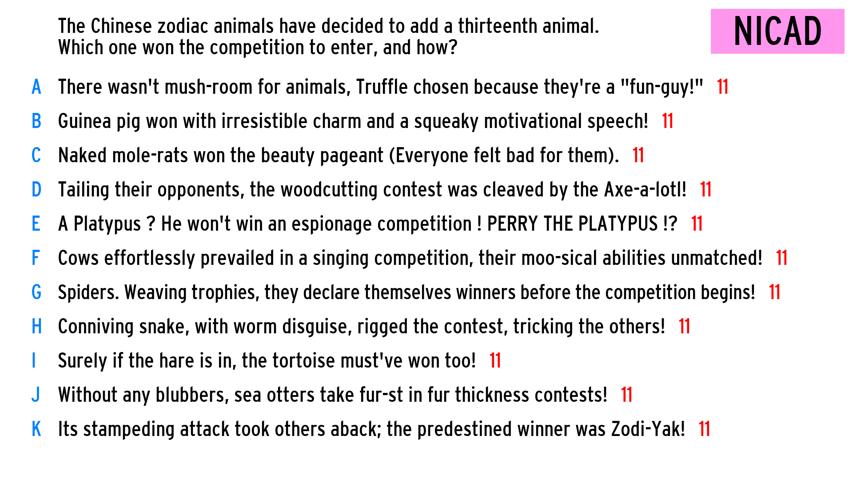 The Chinese zodiac animals have decided to add a thirteenth animal.
Which one won the competition to enter, and how?
NICAD
A There wasn't mush-room for animals, Truffle chosen because they're a "fun-guy!" 11
B Guinea pig won with irresistible charm and a squeaky motivational speech! 11
C Naked mole-rats won the beauty pageant (Everyone felt bad for them). 11
D Tailing their opponents, the woodcutting contest was cleaved by the Axe-a-lotl! 11
E A Platypus ? He won't win an espionage competition ! PERRY THE PLATYPUS !? 11
F Cows effortlessly prevailed in a singing competition, their moo-sical abilities unmatched! 11
G Spiders. Weaving trophies, they declare themselves winners before the competition begins! 11
H Conniving snake, with worm disguise, rigged the contest, tricking the others! 11
I Surely if the hare is in, the tortoise must've won too! 11
J Without any blubbers, sea otters take fur-st in fur thickness contests! 11
K Its stampeding attack took others aback; the predestined winner was Zodi-Yak! 11